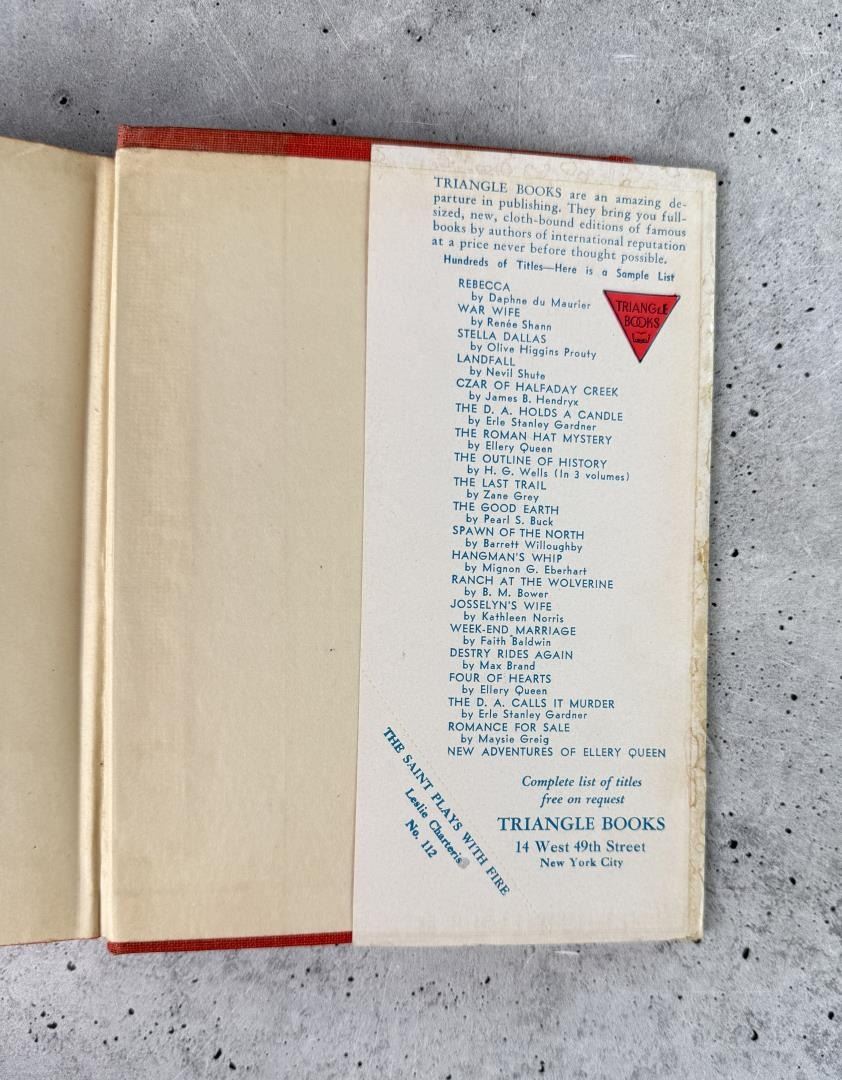 TRIANGLE BOOKS are an amazing de-
parture in publishing. They bring you full-
sized, new, cloth-bound editions of famous
books by authors of international reputation
at a price never before thought possible.
Hundreds of Titles—Here is a Sample List
TRIANGLE
BOOKS
REBECCA
by Daphne du Maurier
WAR WIFE
by Renée Shann
STELLA DALLAS
by Olive Higgins Prouty
LANDFALL
by Nevil Shute
CZAR OF HALFADAY CREEK
by James B. Hendryx
THE D. A. HOLDS A CANDLE
by Erle Stanley Gardner
THE ROMAN HAT MYSTERY
by Ellery Queen
THE OUTLINE OF HISTORY
by H. G. Wells (In 3 volumes)
THE LAST TRAIL
by Zane Grey
THE GOOD EARTH
by Pearl S. Buck
SPAWN OF THE NORTH
by Barrett Willoughby
HANGMAN'S WHIP
by Mignon G. Eberhart
RANCH AT THE WOLVERINE
by B. M. Bower
JOSSELYN'S WIFE
by Kathleen Norris
WEEK-END MARRIAGE
by Faith Baldwin
DESTRY RIDES AGAIN
by Max Brand
FOUR OF HEARTS
by Ellery Queen
THE D. A. CALLS IT MURDER
by Erle Stanley Gardner
ROMANCE FOR SALE
by Maysie Greig
NEW ADVENTURES OF ELLERY QUEEN
Complete list of titles
free on request
TRIANGLE BOOKS
14 West 49th Street
New York City
THE SAINT PLAYS WITH FIRE
Leslie Charteris
No. 112